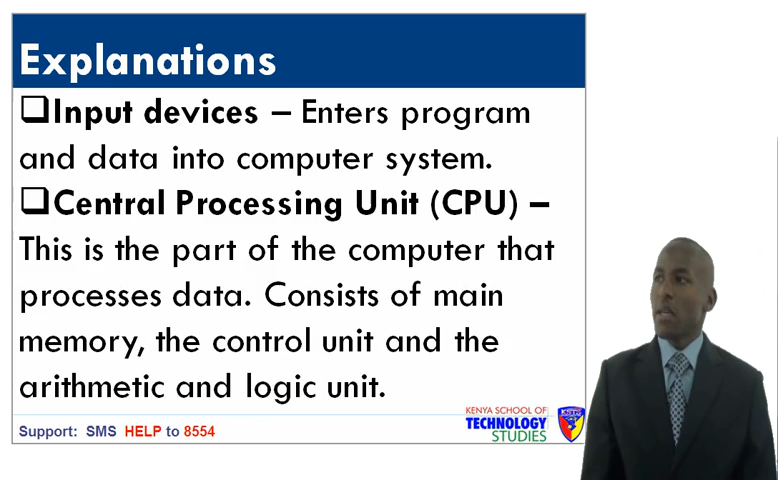 Explanations
❑Input devices – Enters program
and data into computer system.
❑Central Processing Unit (CPU) –
This is the part of the computer that
processes data. Consists of main
memory, the control unit and the
arithmetic and logic unit.
Support: SMS HELP to 8554
KENYA SCHOOL OF
TECHNOLOGY
STUDIES